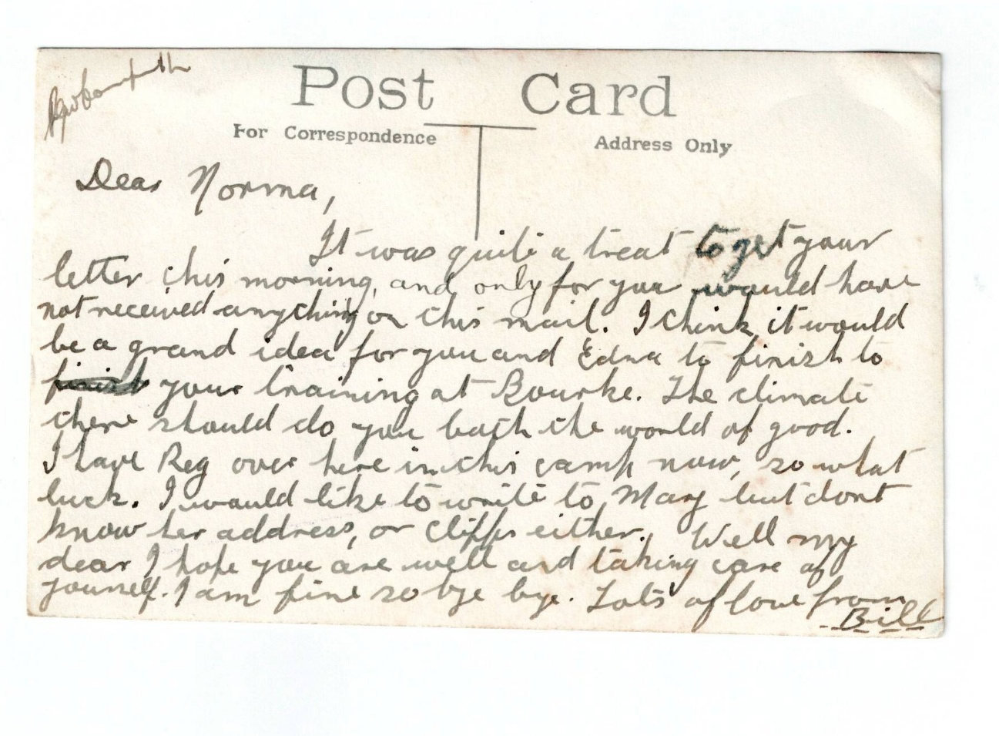 Post Card
For Correspondence
Address Only
Dear Norma,
It was quite a treat to get your
letter this morning, and only for you would have
not received anything on this mail. I think it would
be a grand idea for you and Edna to finish to
finish your training at Bourke. The climate
there should do you both the world of good.
I have Reg over here in this camp now, so what
luck. I would like to write to Mary but dont
know her address, or Cliffs either. Well my
dear I hope you are well and taking care of
yourself. I am fine so bye bye. Lots of love from
Bill